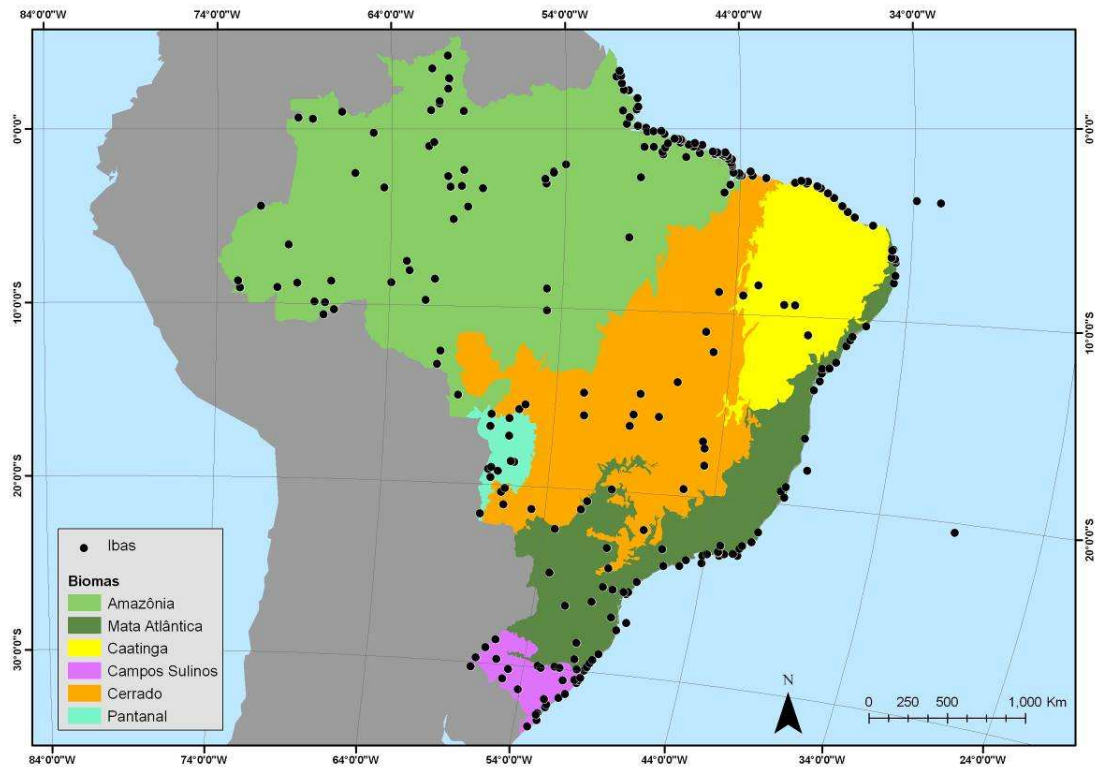 84°0'0"W 74°0'0"W 64°0'0"W 54°0'0"W 44°0'0"W 34°0'0"W
0°0'0" 0°0'0"
10°0'0"S 10°0'0"S
20°0'0"S 20°0'0"S
30°0'0"S 30°0'0"S
Ibas
Biomas
Amazônia
Mata Atlântica
Caatinga
Campos Sulinos
Cerrado
Pantanal
N
0 250 500 1,000 Km
84°0'0"W 74°0'0"W 64°0'0"W 54°0'0"W 44°0'0"W 34°0'0"W 24°0'0"W